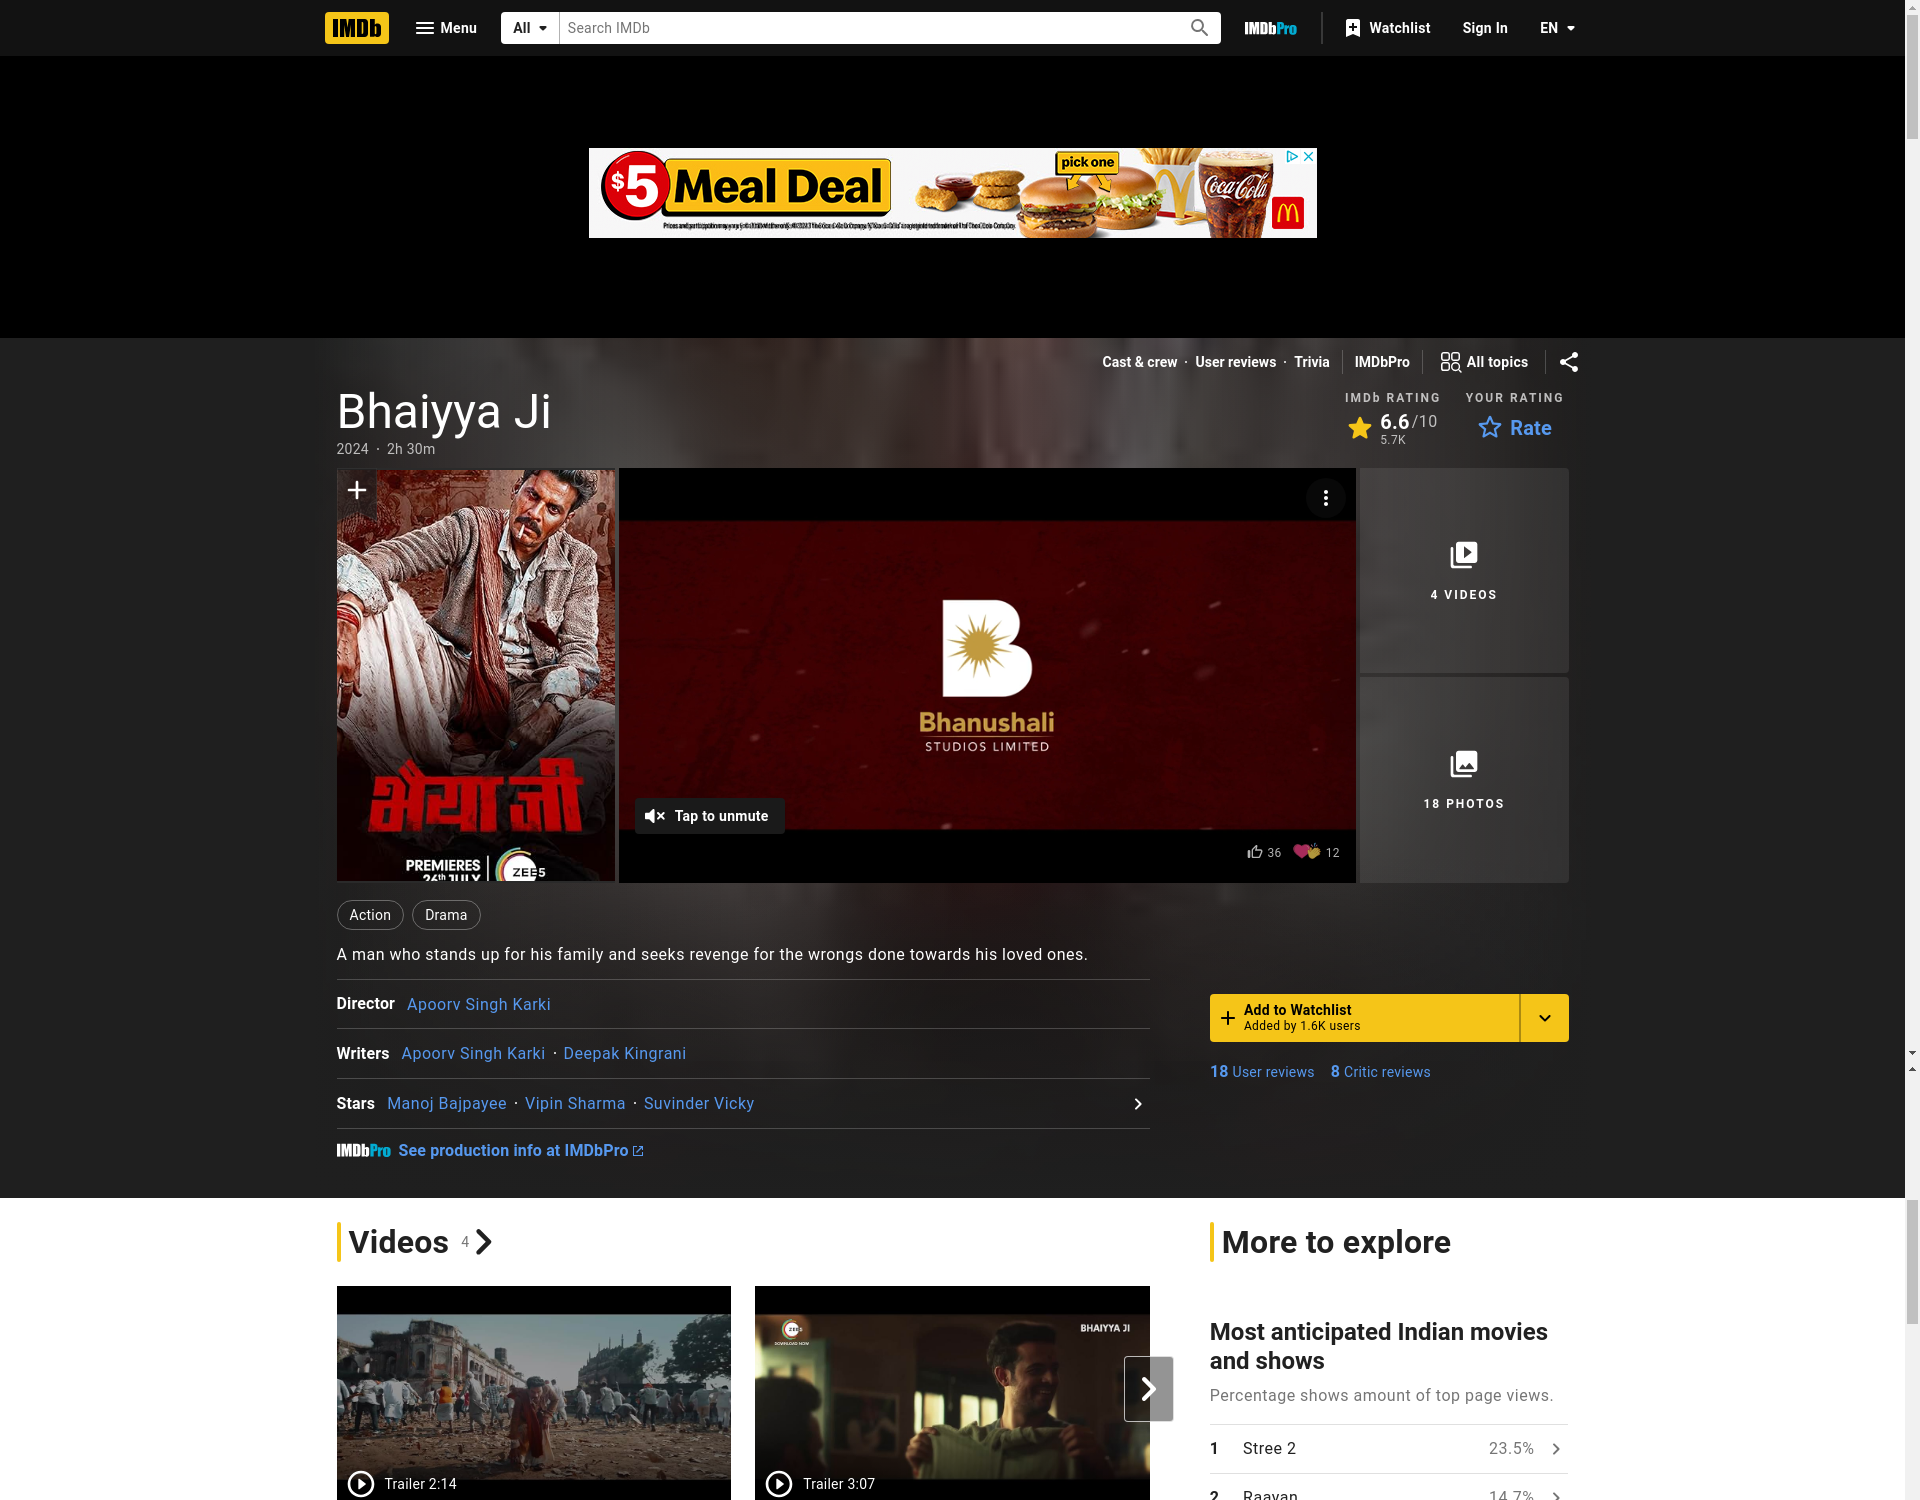 IMDb
Menu
All
Search IMDb
IMDbPro
Watchlist
Sign In
EN
$5 Meal Deal
pick one
Coca-Cola
Cast & crew · User reviews · Trivia
IMDbPro
All topics
Bhaiyya Ji
2024 · 2h 30m
IMDb RATING
6.6/10
5.7K
YOUR RATING
Rate
भैया जी
PREMIERES
26th JULY
ZEE5
Bhanushali
STUDIOS LIMITED
Tap to unmute
36
12
4 VIDEOS
18 PHOTOS
Action
Drama
A man who stands up for his family and seeks revenge for the wrongs done towards his loved ones.
Director Apoorv Singh Karki
Writers Apoorv Singh Karki · Deepak Kingrani
Stars Manoj Bajpayee · Vipin Sharma · Suvinder Vicky
IMDbPro See production info at IMDbPro
Add to Watchlist
Added by 1.6K users
18 User reviews 8 Critic reviews
Videos 4
ZEE5
DOWNLOAD NOW
BHAIYYA JI
Trailer 2:14
Trailer 3:07
More to explore
Most anticipated Indian movies
and shows
Percentage shows amount of top page views.
1 Stree 2 23.5%
2 Raayan 14.7%